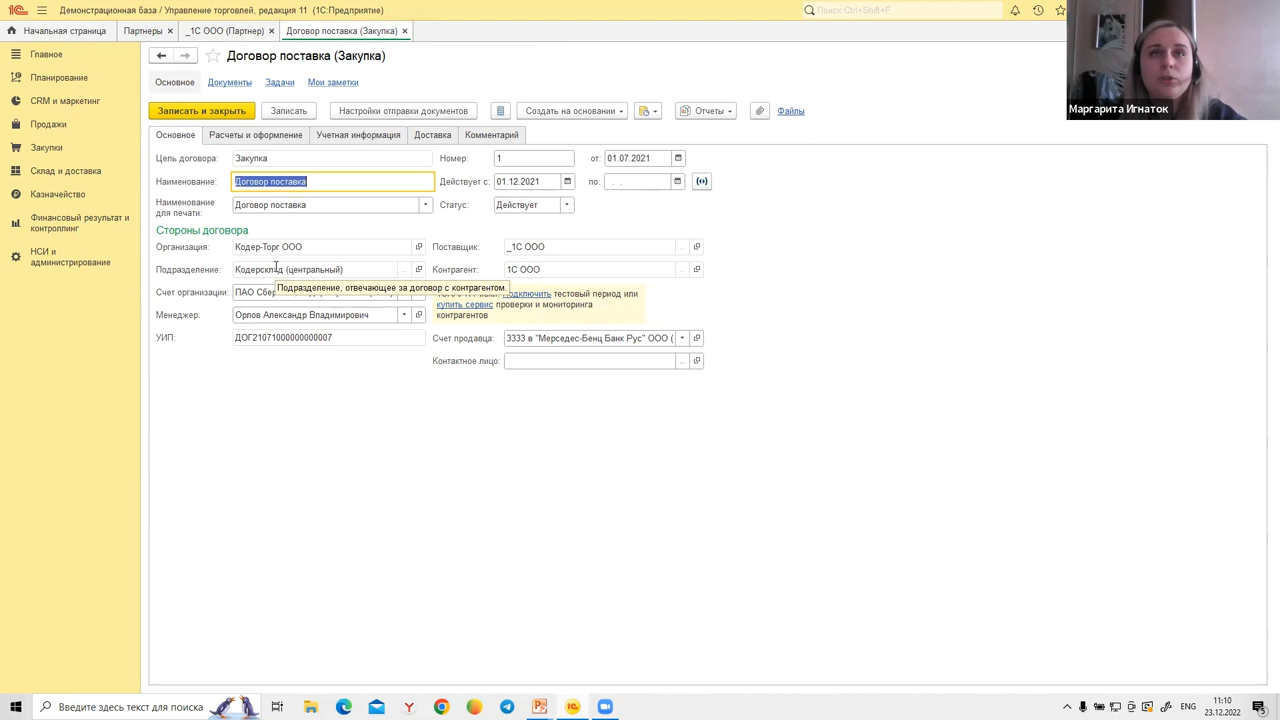 Демонстрационная база / Управление торговлей, редакция 11 (1С:Предприятие)
Поиск Ctrl+Shift+F
Начальная страница
Партнеры ×
_1С ООО (Партнер) ×
Договор поставка (Закупка) ×
Маргарита Игнаток
Главное
Планирование
CRM и маркетинг
Продажи
Закупки
Склад и доставка
Казначейство
Финансовый результат и контроллинг
НСИ и администрирование
Договор поставка (Закупка)
Основное Документы Задачи Мои заметки
Записать и закрыть Записать Настройки отправки документов Создать на основании Отчеты Файлы
Основное Расчеты и оформление Учетная информация Доставка Комментарий
Цель договора: Закупка Номер: 1 от: 01.07.2021
Наименование: Договор поставка Действует с: 01.12.2021 по: . .
Наименование для печати: Договор поставка Статус: Действует
Стороны договора
Организация: Кодер-Торг ООО Поставщик: _1С ООО
Подразделение: Кодерсклад (центральный) Контрагент: 1С ООО
Подразделение, отвечающее за договор с контрагентом.
Счет организации: ПАО Сбер
подключить тестовый период или
купить сервис проверки и мониторинга
контрагентов
Менеджер: Орлов Александр Владимирович
УИП: ДОГ21071000000000007 Счет продавца: 3333 в "Мерседес-Бенц Банк Рус" ООО (
Контактное лицо:
Введите здесь текст для поиска
ENG
11:10
23.12.2022
5